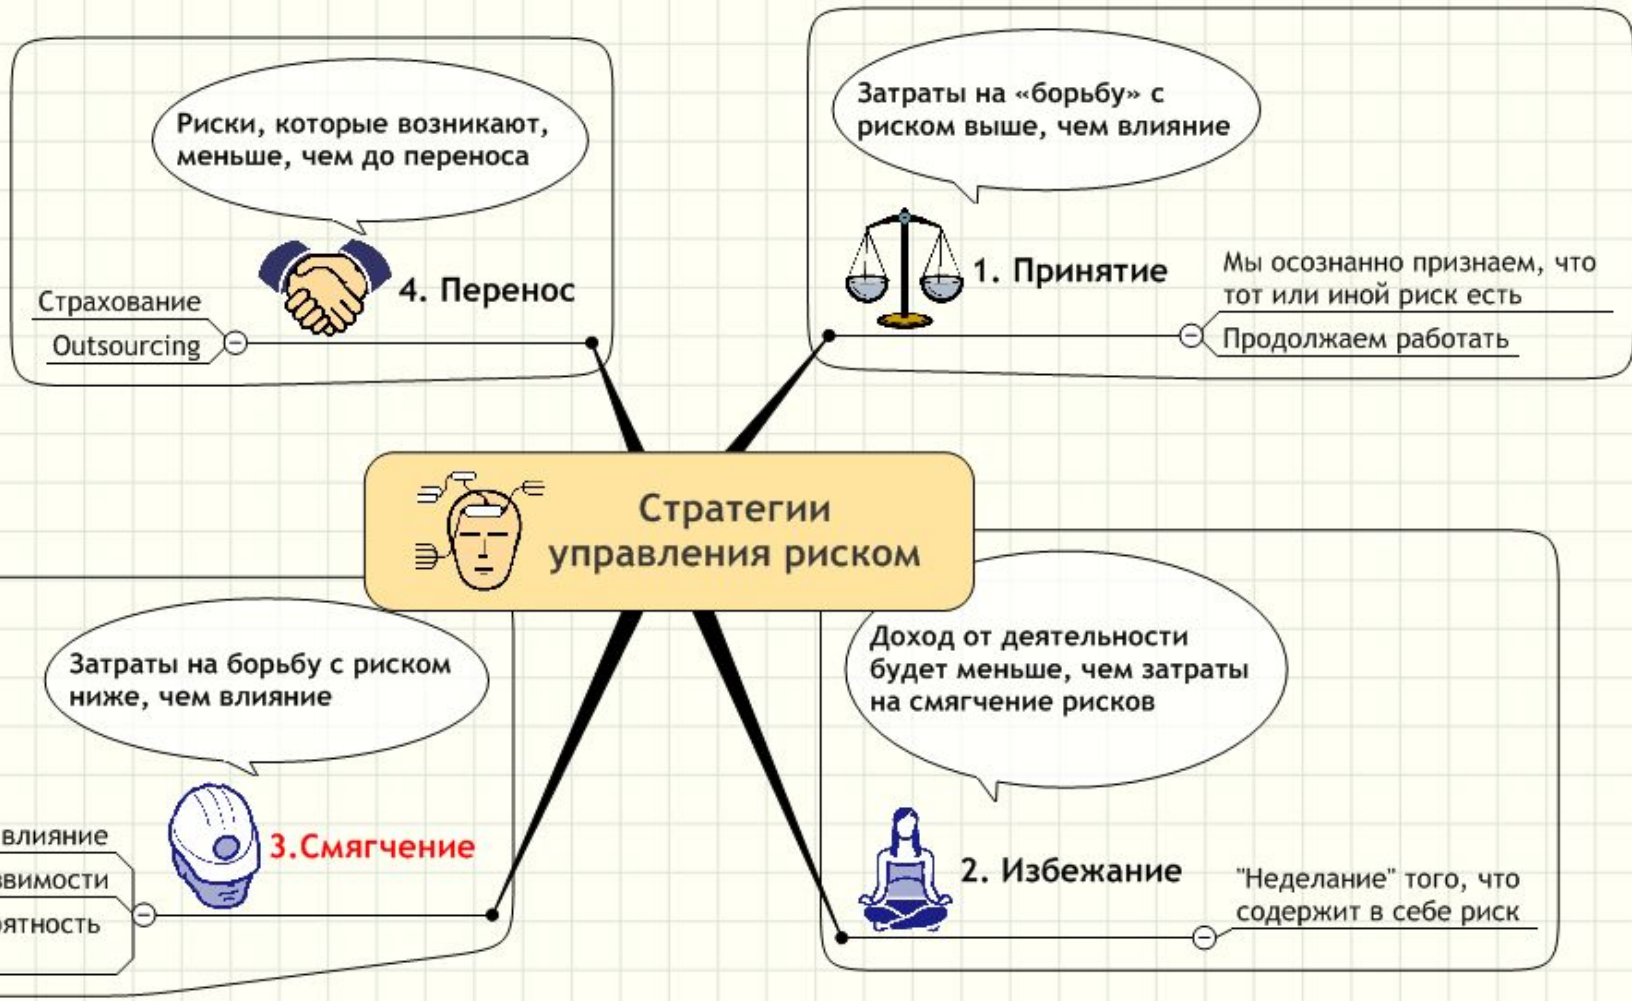 Стратегии
управления риском
Затраты на «борьбу» с
риском выше, чем влияние
1. Принятие
Мы осознанно признаем, что
тот или иной риск есть
Продолжаем работать
Доход от деятельности
будет меньше, чем затраты
на смягчение рисков
2. Избежание
"Неделание" того, что
содержит в себе риск
Затраты на борьбу с риском
ниже, чем влияние
3.Смягчение
влияние
Риски, которые возникают,
меньше, чем до переноса
4. Перенос
Страхование
Outsourcing